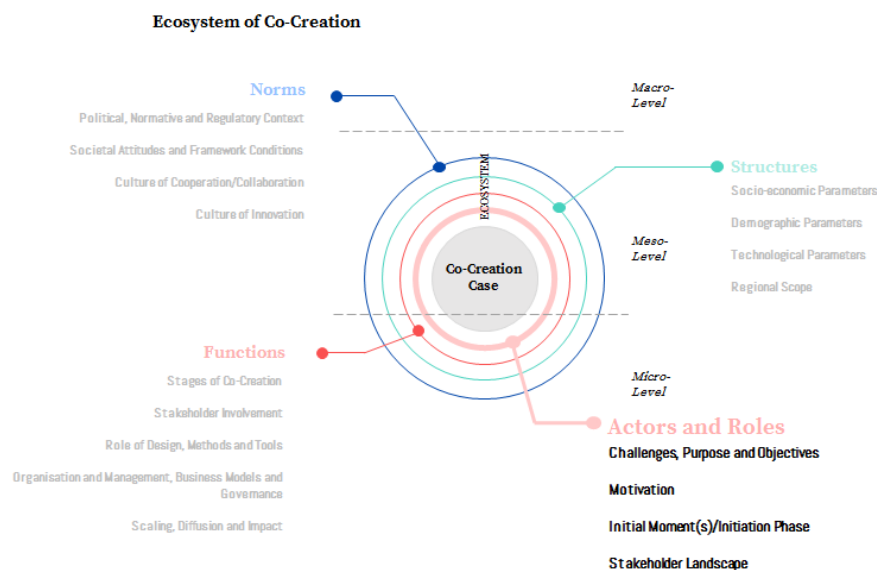 Ecosystem of Co-Creation
Norms
Political, Normative and Regulatory Context
Societal Attitudes and Framework Conditions
Culture of Cooperation/Collaboration
Culture of Innovation
Macro-
Level
ECOSYSTEM
Structures
Socio-economic Parameters
Demographic Parameters
Technological Parameters
Regional Scope
Meso-
Level
Co-Creation
Case
Functions
Stages of Co-Creation
Stakeholder Involvement
Role of Design, Methods and Tools
Organisation and Management, Business Models and
Governance
Scaling, Diffusion and Impact
Micro-
Level
Actors and Roles
Challenges, Purpose and Objectives
Motivation
Initial Moment(s)/Initiation Phase
Stakeholder Landscape